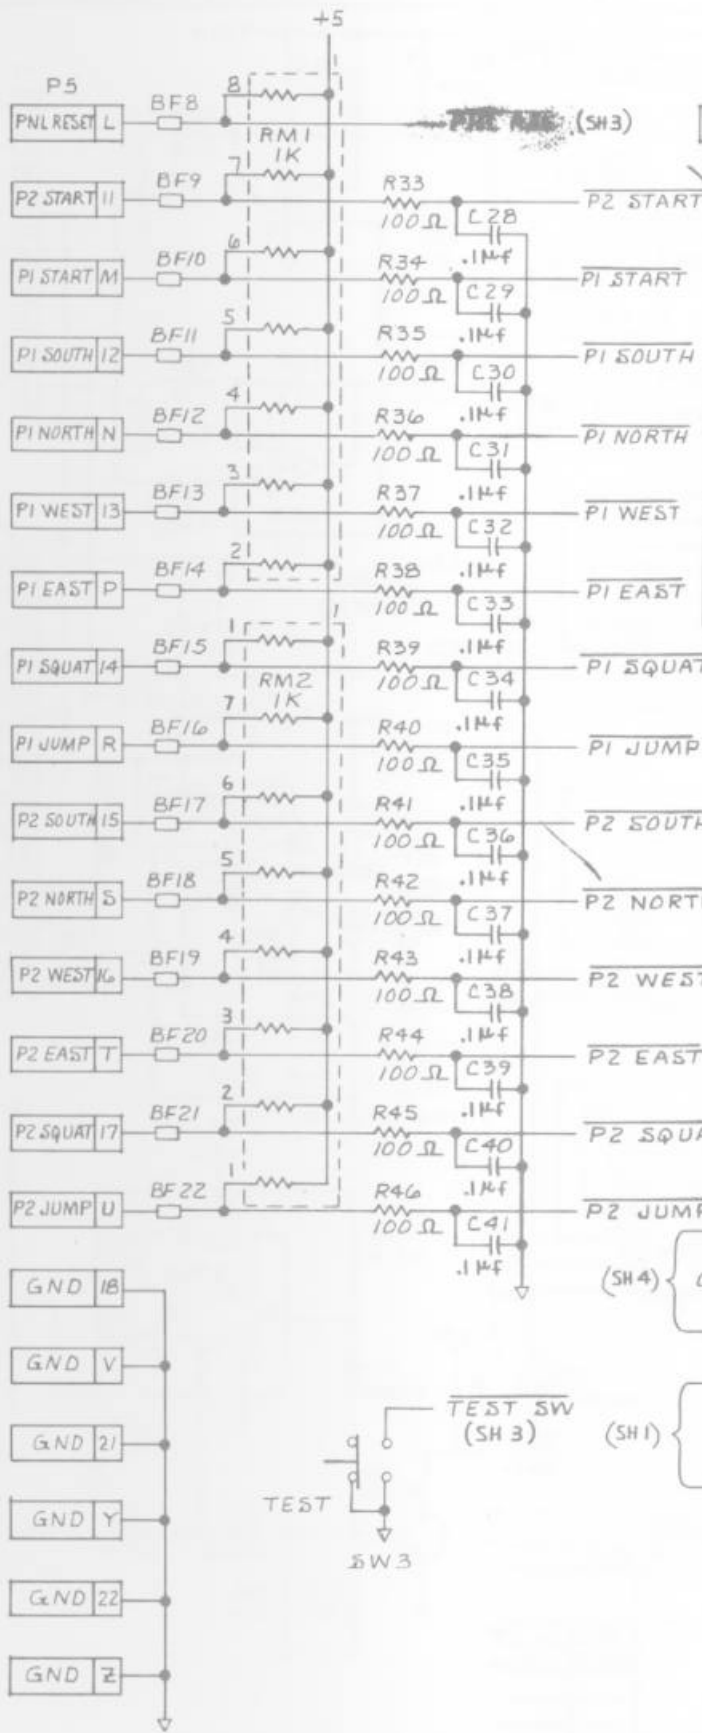 +5
P5
PNL RESET L BF8 8 (SH3)
RM1
1K
P2 START 11 BF9 7 R33 100Ω C28 .1µf P2 START
P1 START M BF10 6 R34 100Ω C29 .1µf P1 START
P1 SOUTH 12 BF11 5 R35 100Ω C30 .1µf P1 SOUTH
P1 NORTH N BF12 4 R36 100Ω C31 .1µf P1 NORTH
P1 WEST 13 BF13 3 R37 100Ω C32 .1µf P1 WEST
P1 EAST P BF14 2 R38 100Ω C33 .1µf P1 EAST
P1 SQUAT 14 BF15 1 R39 100Ω C34 .1µf P1 SQUAT
1
RM2
1K
P1 JUMP R BF16 7 R40 100Ω C35 .1µf P1 JUMP
P2 SOUTH 15 BF17 6 R41 100Ω C36 .1µf P2 SOUTH
P2 NORTH S BF18 5 R42 100Ω C37 .1µf P2 NORTH
P2 WEST 16 BF19 4 R43 100Ω C38 .1µf P2 WEST
P2 EAST T BF20 3 R44 100Ω C39 .1µf P2 EAST
P2 SQUAT 17 BF21 2 R45 100Ω C40 .1µf P2 SQUA
P2 JUMP U BF22 1 R46 100Ω C41 .1µf P2 JUMP
GND 18 (SH4)
GND V
TEST SW
(SH3) (SH1)
GND 21
TEST
GND Y
SW3
GND 22
GND Z